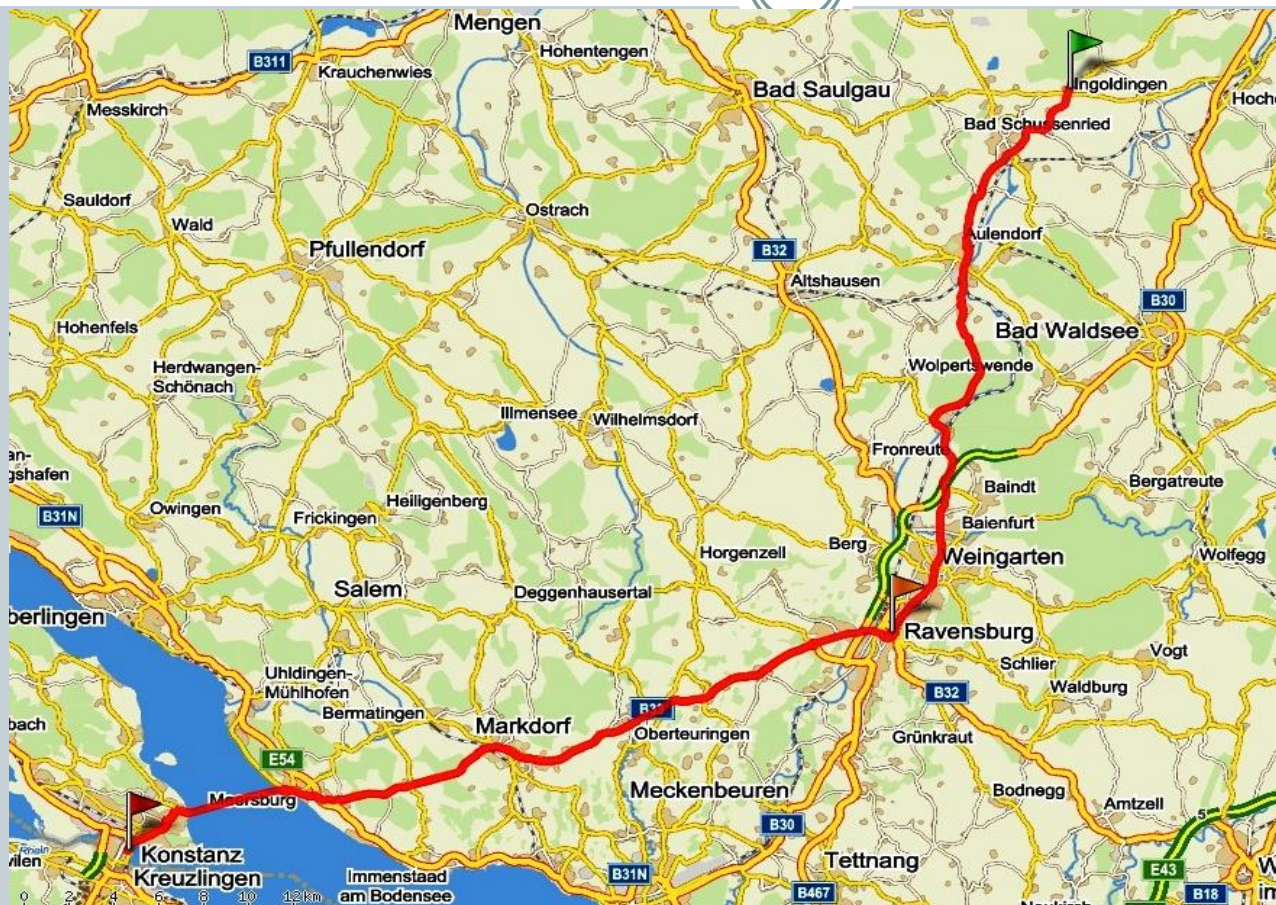 Mengen
Hohentengen
B311
Krauchenwies
Bad Saulgau
Ingoldingen
Messkirch
Bad Schussenried
Sauldorf
Wald
Ostrach
Pfullendorf
B32
Aulendorf
Altshausen
B30
Hohenfels
Bad Waldsee
Herdwangen-
Schönach
Wolpertswende
Illmensee
Wilhelmsdorf
Fronreute
Baindt
Bergatreute
Heiligenberg
B31N
Owingen
Frickingen
Baienfurt
Berg
Horgenzell
Weingarten
Wolfegg
Salem
Deggenhausertal
Ravensburg
Schlier
Vogt
Uhldingen-
Mühlhofen
Waldburg
B32
Bermatingen
Markdorf
Oberteuringen
Grünkraut
E54
Meckenbeuren
Meersburg
Bodnegg
Amtzell
5
B30
Rhein
Konstanz
Kreuzlingen
Tettnang
E43
Immenstaad
am Bodensee
B31N
B467
B18
0 2 4 6 8 10 12km